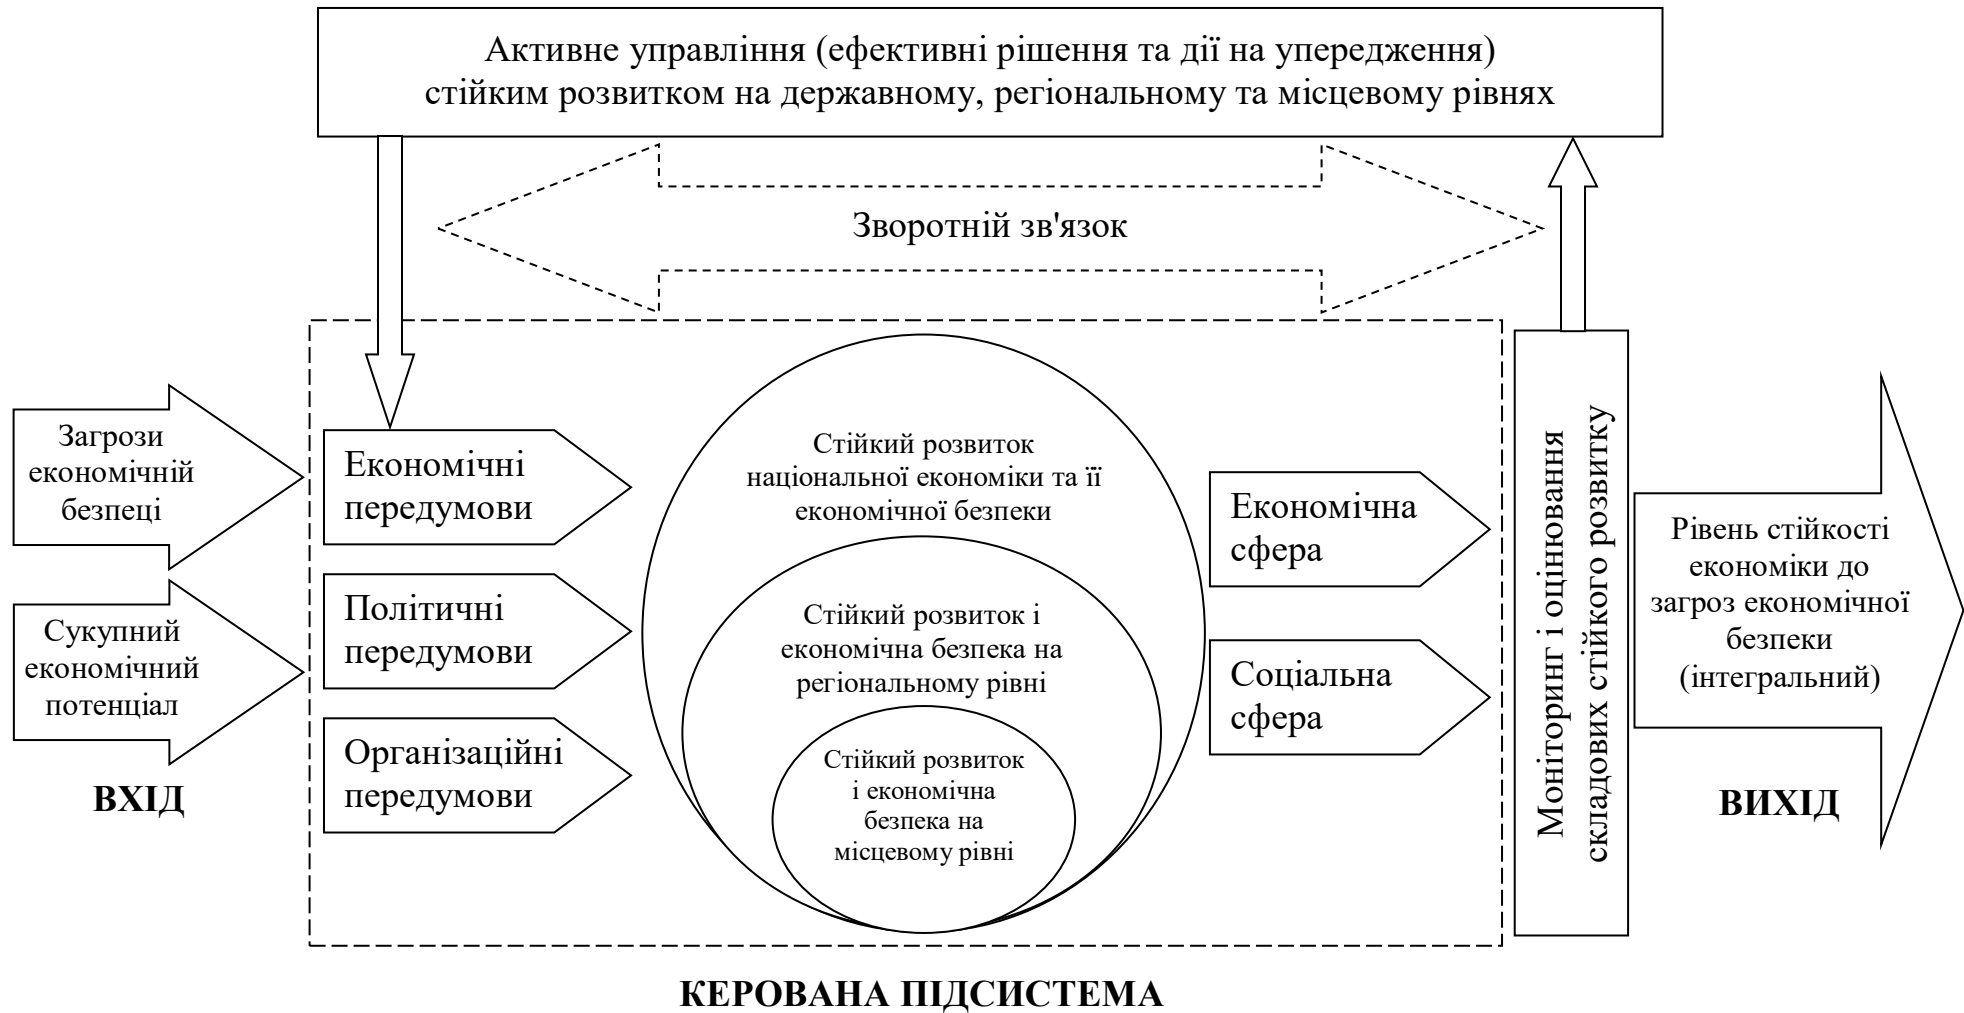 Активне управління (ефективні рішення та дії на упередження)
стійким розвитком на державному, регіональному та місцевому рівнях
Зворотній зв'язок
Загрози
економічній
безпеці
Сукупний
економічний
потенціал
ВХІД
Економічні
передумови
Політичні
передумови
Організаційні
передумови
Стійкий розвиток
національної економіки та її
економічної безпеки
Стійкий розвиток і
економічна безпека на
регіональному рівні
Стійкий розвиток
і економічна
безпека на
місцевому рівні
Економічна
сфера
Соціальна
сфера
Моніторинг і оцінювання
складових стійкого розвитку
Рівень стійкості
економіки до
загроз економічної
безпеки
(інтегральний)
ВИХІД
КЕРОВАНА ПІДСИСТЕМА